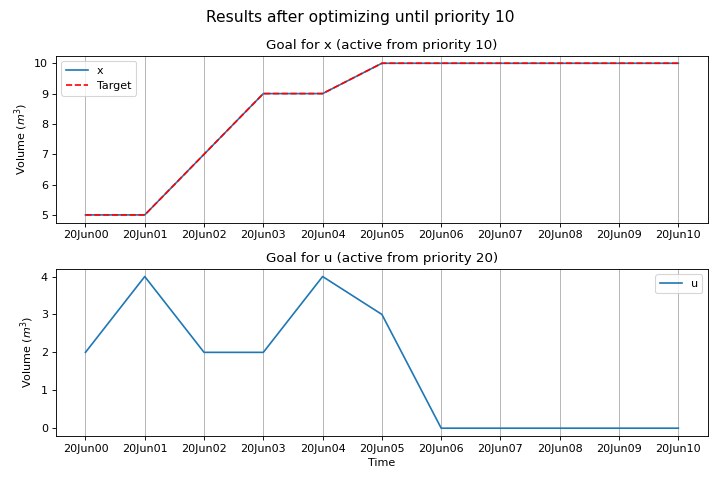 Results after optimizing until priority 10
Goal for x (active from priority 10)
Volume (m³)
10
9
8
7
6
5
x
Target
20Jun00 20Jun01 20Jun02 20Jun03 20Jun04 20Jun05 20Jun06 20Jun07 20Jun08 20Jun09 20Jun10
Goal for u (active from priority 20)
Volume (m³)
4
3
2
1
0
u
20Jun00 20Jun01 20Jun02 20Jun03 20Jun04 20Jun05 20Jun06 20Jun07 20Jun08 20Jun09 20Jun10
Time